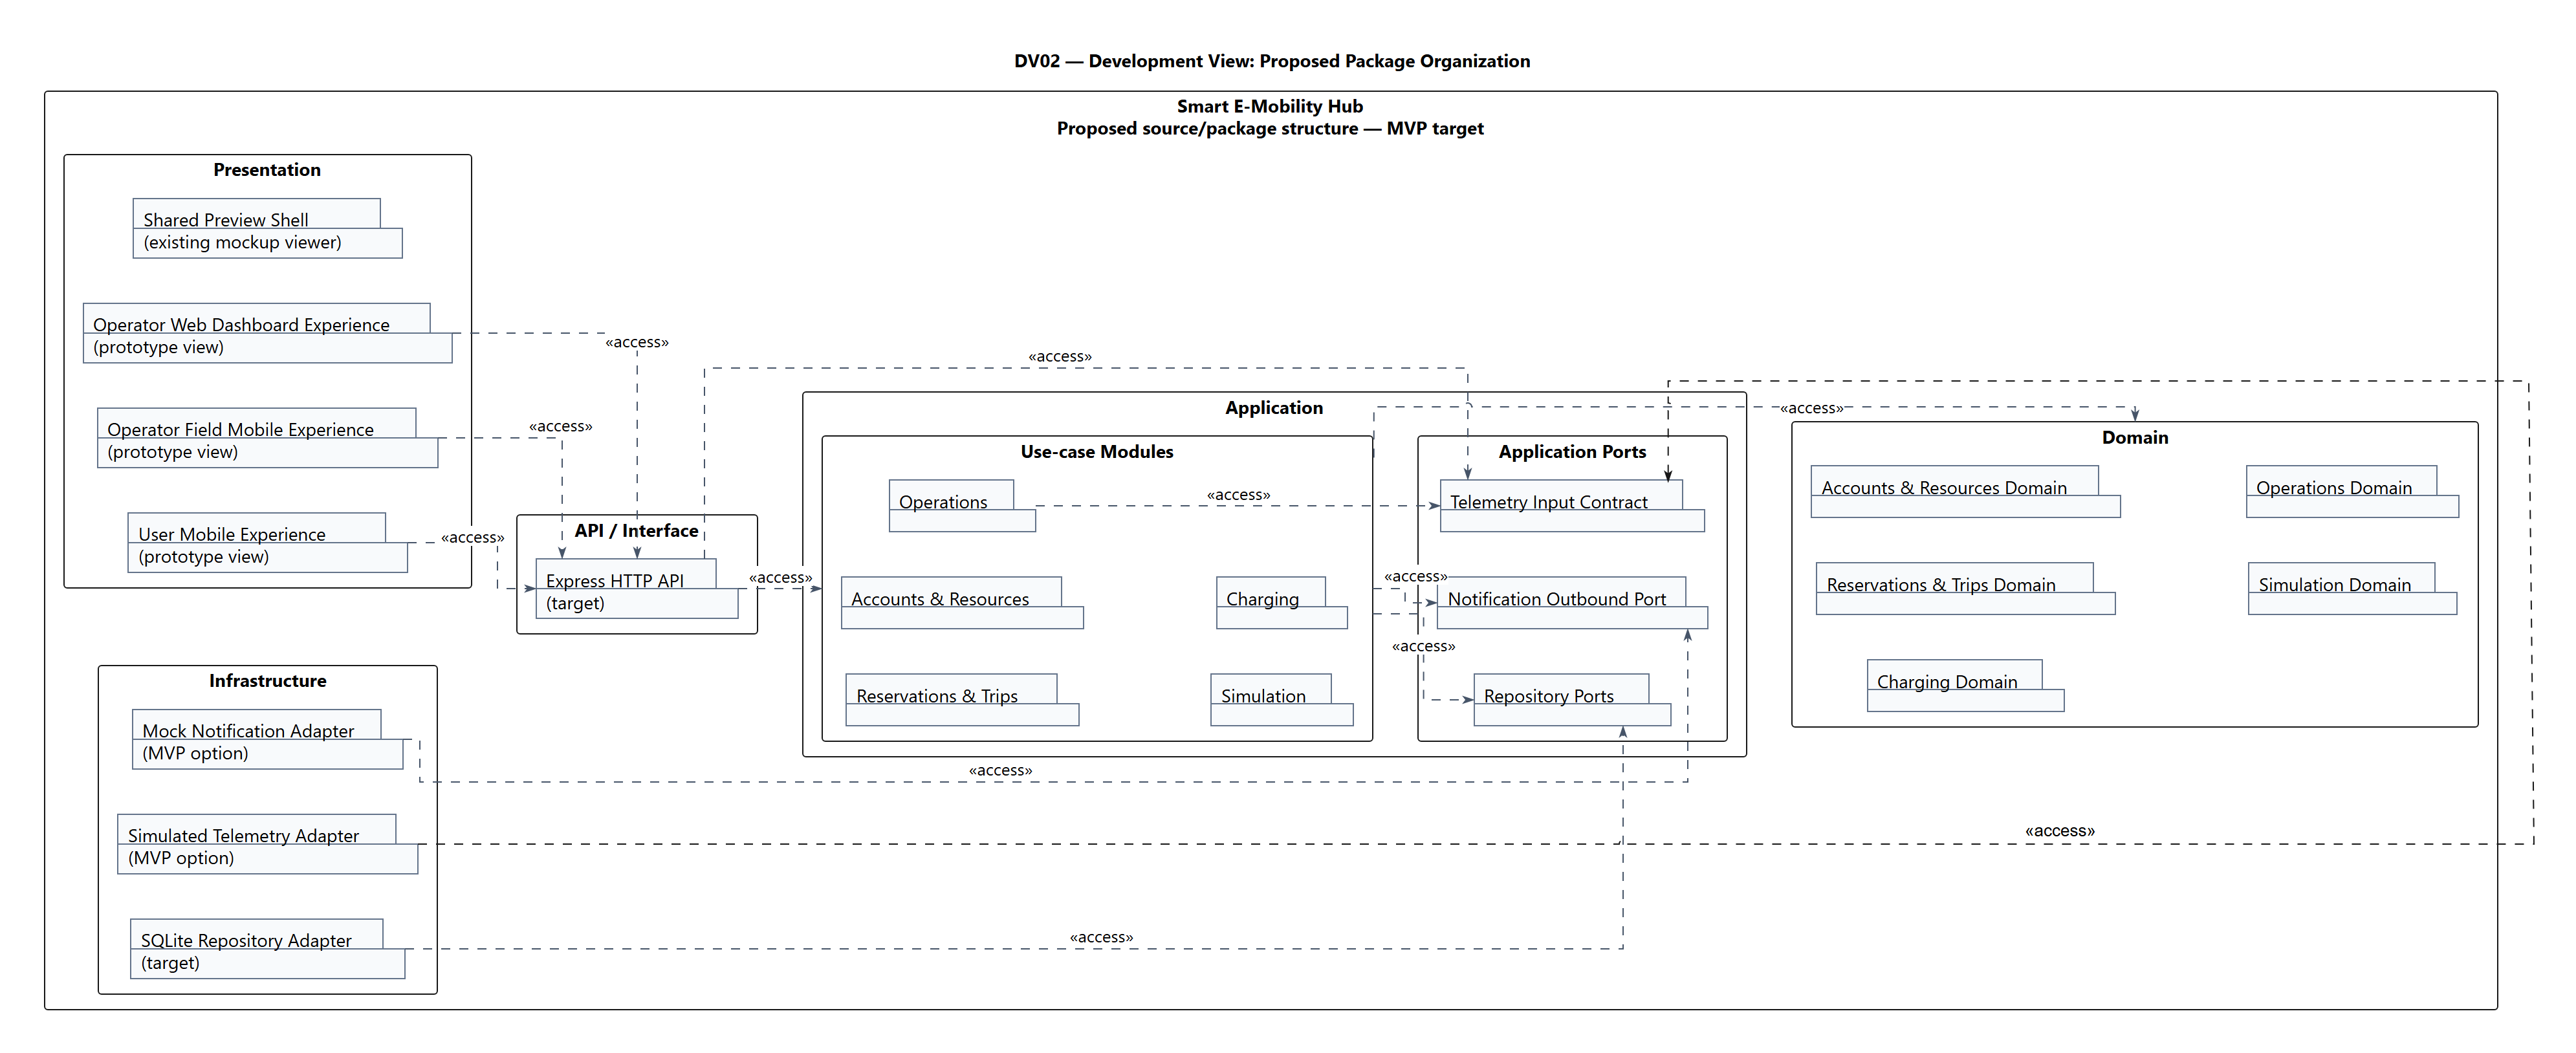 DV02 — Development View: Proposed Package Organization
Smart E-Mobility Hub
Proposed source/package structure — MVP target
Presentation
Shared Preview Shell
(existing mockup viewer)
Operator Web Dashboard Experience
(prototype view)
«access»
Operator Field Mobile Experience
(prototype view)
«access»
User Mobile Experience
(prototype view)
«access»
API / Interface
Express HTTP API
(target)
«access»
«access»
Application
Use-case Modules
Operations
«access»
Accounts & Resources
Charging
Reservations & Trips
Simulation
Application Ports
Telemetry Input Contract
«access»
Notification Outbound Port
«access»
Repository Ports
«access»
Domain
Accounts & Resources Domain
Operations Domain
Reservations & Trips Domain
Simulation Domain
Charging Domain
Infrastructure
Mock Notification Adapter
(MVP option)
«access»
Simulated Telemetry Adapter
(MVP option)
«access»
SQLite Repository Adapter
(target)
«access»